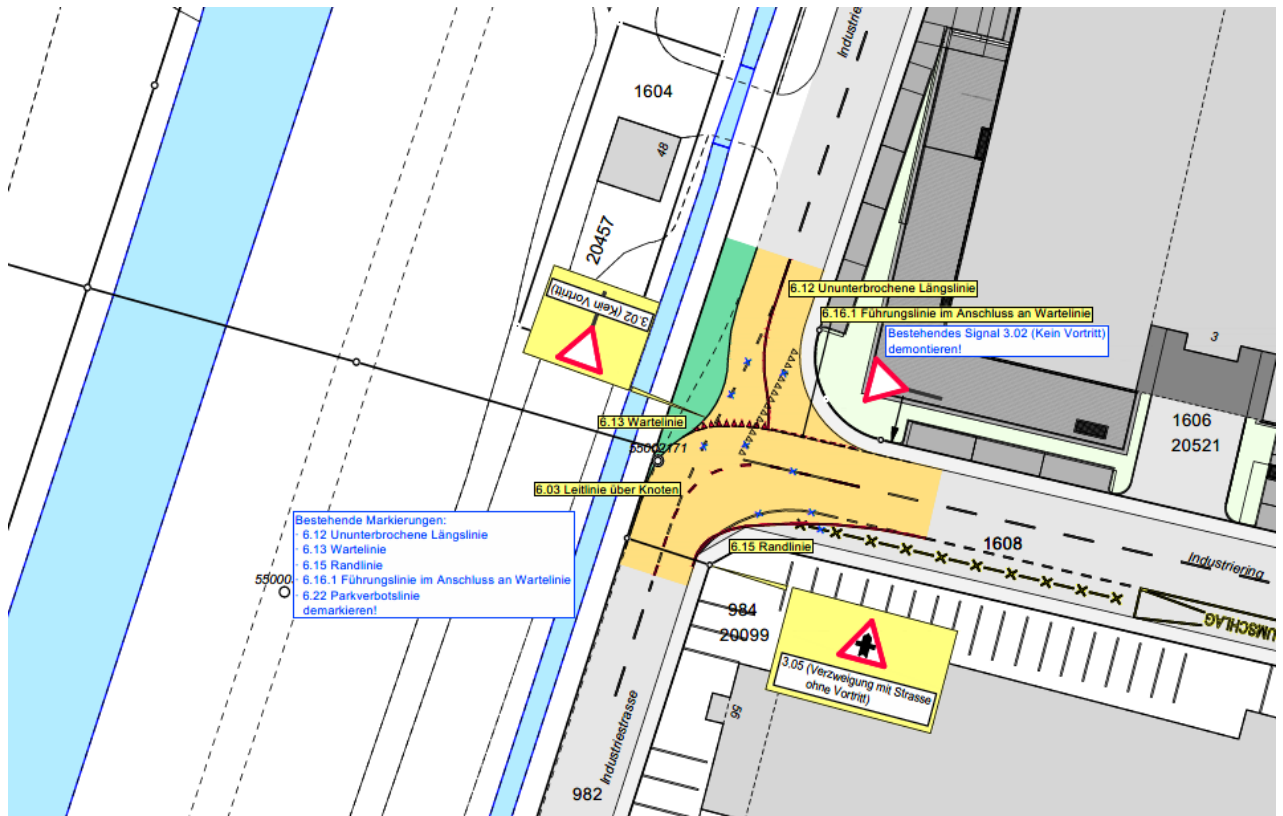 Industrie
1604
48
20457
3.02 (Kein Vortritt)
6.12 Ununterbrochene Längslinie
6.16.1 Führungslinie im Anschluss an Wartelinie
Bestehendes Signal 3.02 (Kein Vortritt)
demontieren!
3
1606
20521
6.13 Wartelinie
55002171
6.03 Leitlinie über Knoten
Bestehende Markierungen:
- 6.12 Ununterbrochene Längslinie
- 6.13 Wartelinie
- 6.15 Randlinie
- 6.16.1 Führungslinie im Anschluss an Wartelinie
- 6.22 Parkverbotslinie
demarkieren!
6.15 Randlinie
1608
Industriering
UMSCHLAG
984
20099
3.05 (Verzweigung mit Strasse
ohne Vortritt)
56
Industriestrasse
982